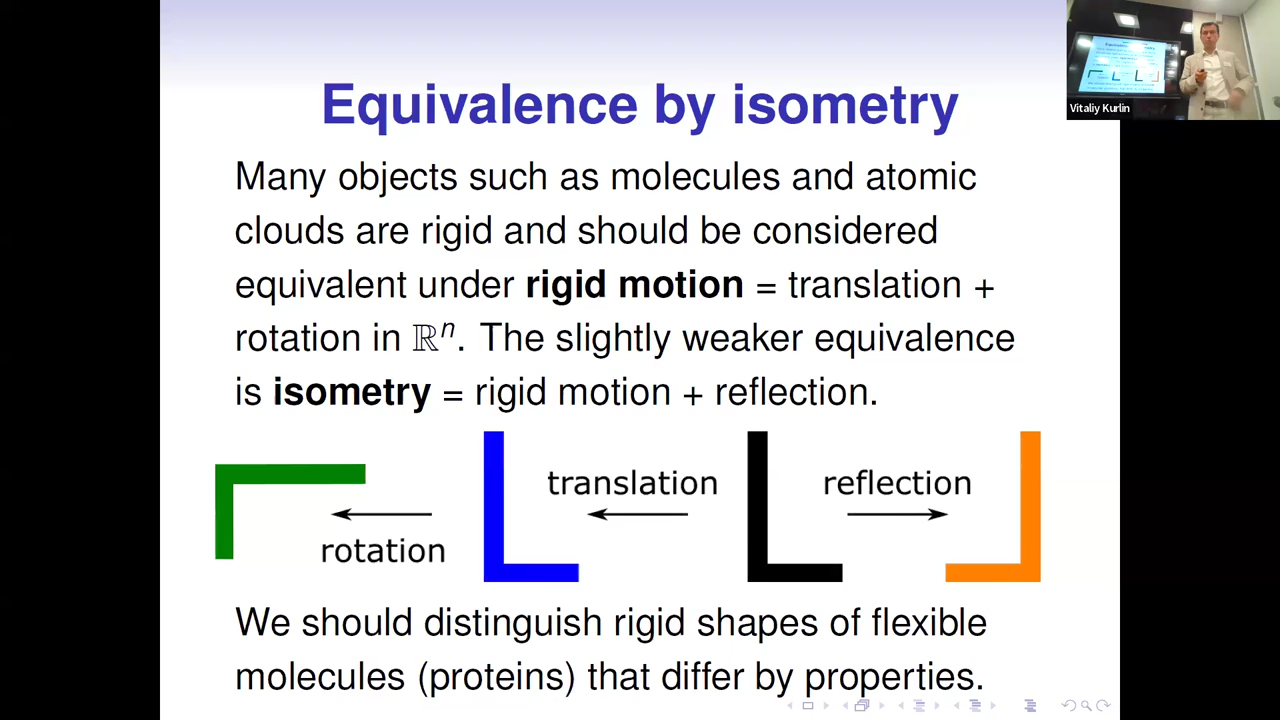 Equivalence by isometry
Vitaliy Kurlin
Many objects such as molecules and atomic
clouds are rigid and should be considered
equivalent under rigid motion = translation +
rotation in ℝⁿ. The slightly weaker equivalence
is isometry = rigid motion + reflection.
translation
reflection
rotation
We should distinguish rigid shapes of flexible
molecules (proteins) that differ by properties.